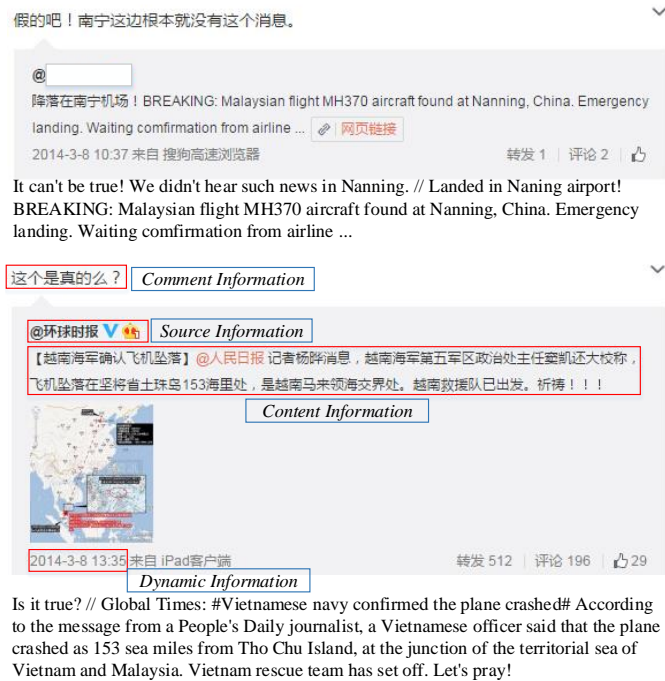 假的吧！南宁这边根本就没有这个消息。
@
降落在南宁机场！BREAKING: Malaysian flight MH370 aircraft found at Nanning, China. Emergency
landing. Waiting comfirmation from airline ... 网页链接
2014-3-8 10:37 来自 搜狗高速浏览器 转发 1 评论 2
It can't be true! We didn't hear such news in Nanning. // Landed in Naning airport!
BREAKING: Malaysian flight MH370 aircraft found at Nanning, China. Emergency
landing. Waiting comfirmation from airline ...
这个是真的么？ Comment Information
@环球时报 Source Information
【越南海军确认飞机坠落】@人民日报 记者杨晔消息，越南海军第五军区政治处主任窦凯还大校称，
飞机坠落在坚将省土珠岛153海里处，是越南马来领海交界处。越南救援队已出发。祈祷！！！
Content Information
2014-3-8 13:35 来自 iPad客户端 转发 512 评论 196 29
Dynamic Information
Is it true? // Global Times: #Vietnamese navy confirmed the plane crashed# According
to the message from a People's Daily journalist, a Vietnamese officer said that the plane
crashed as 153 sea miles from Tho Chu Island, at the junction of the territorial sea of
Vietnam and Malaysia. Vietnam rescue team has set off. Let's pray!